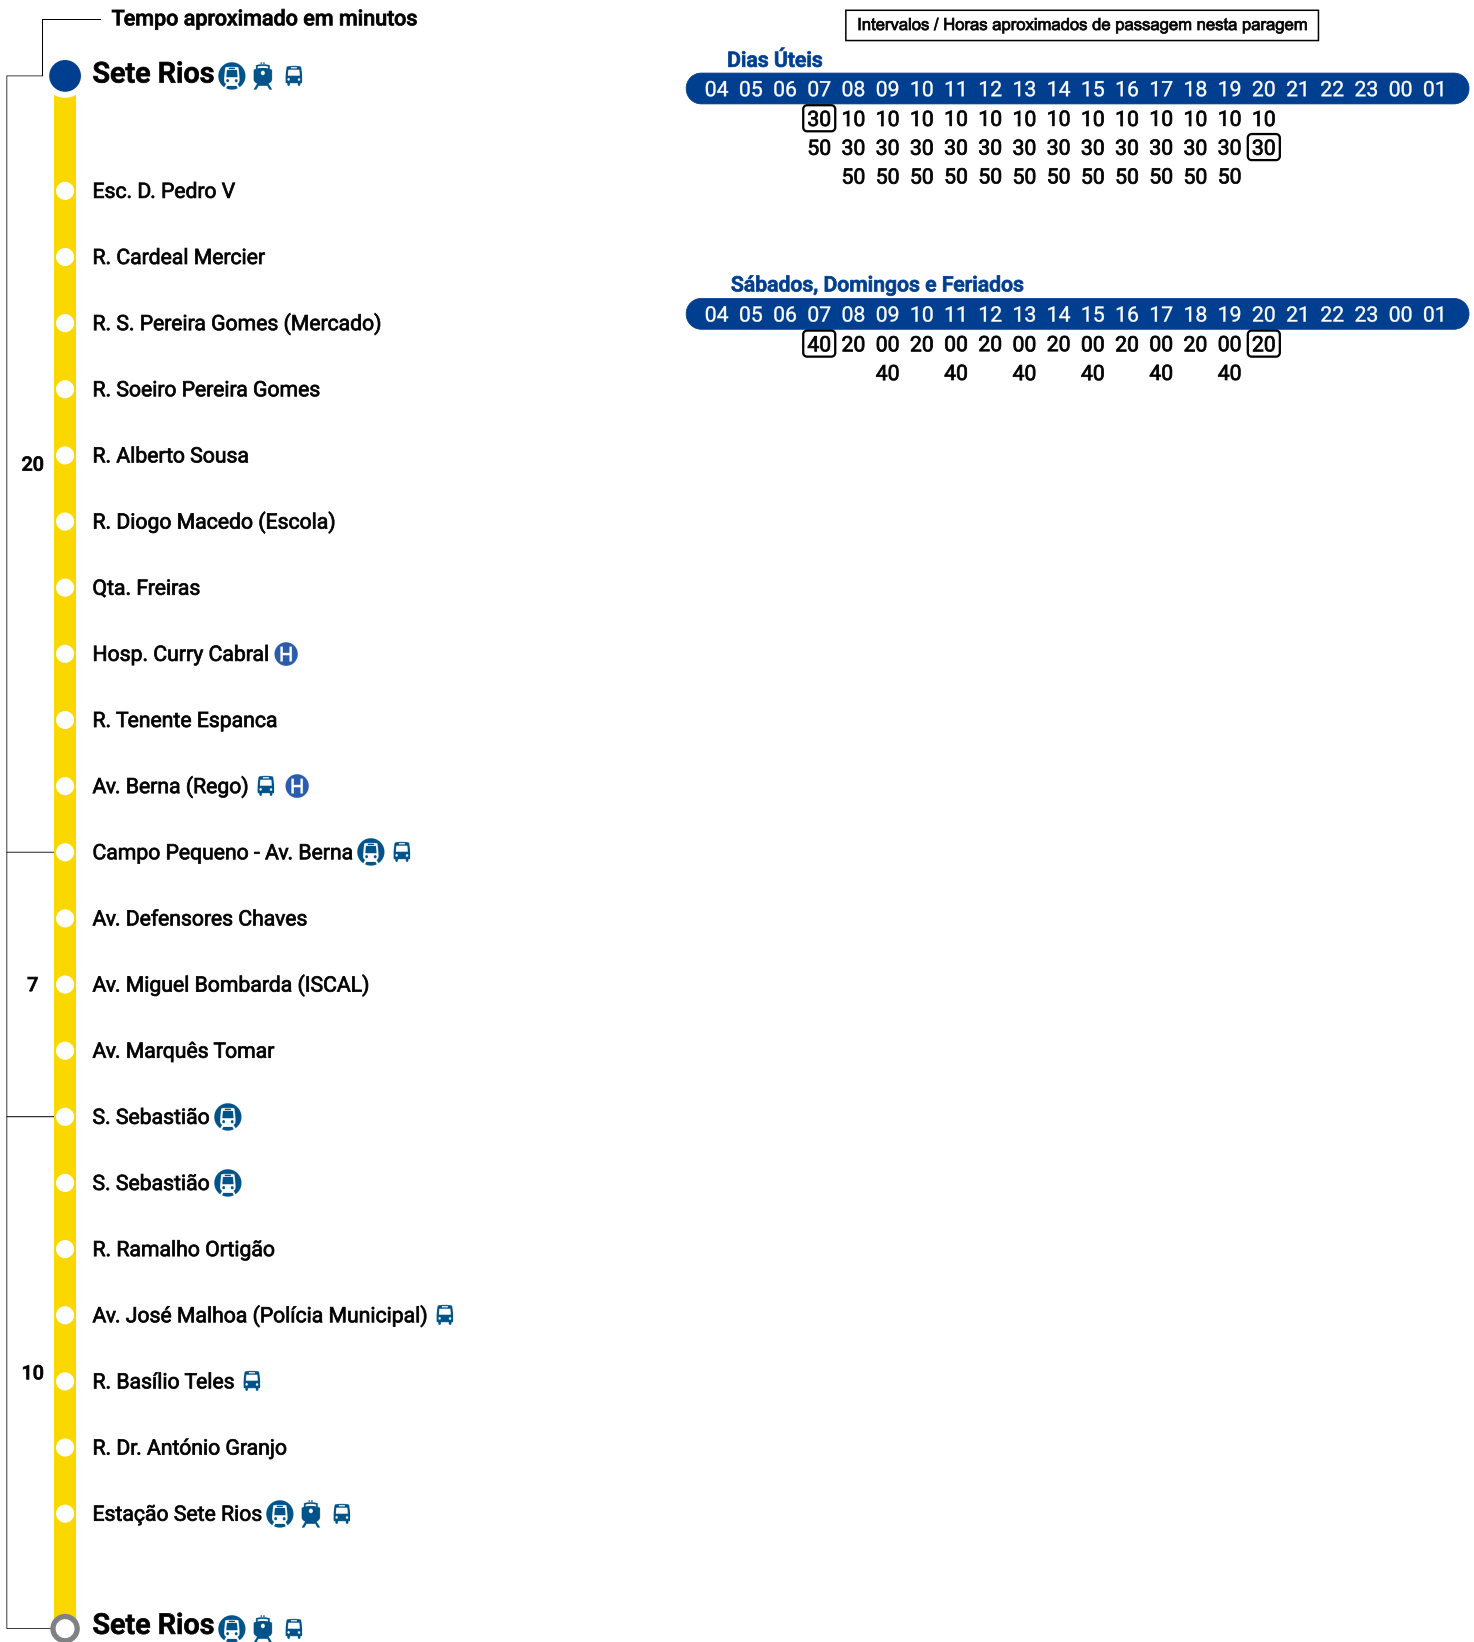 Tempo aproximado em minutos
Sete Rios
Esc. D. Pedro V
R. Cardeal Mercier
R. S. Pereira Gomes (Mercado)
R. Soeiro Pereira Gomes
20
R. Alberto Sousa
R. Diogo Macedo (Escola)
Qta. Freiras
Hosp. Curry Cabral H
R. Tenente Espanca
Av. Berna (Rego) H
Campo Pequeno - Av. Berna
Av. Defensores Chaves
7
Av. Miguel Bombarda (ISCAL)
Av. Marquês Tomar
S. Sebastião
S. Sebastião
R. Ramalho Ortigão
Av. José Malhoa (Polícia Municipal)
10
R. Basílio Teles
R. Dr. António Granjo
Estação Sete Rios
Sete Rios
Intervalos / Horas aproximados de passagem nesta paragem
Dias Úteis
04 05 06 07 08 09 10 11 12 13 14 15 16 17 18 19 20 21 22 23 00 01
30 10 10 10 10 10 10 10 10 10 10 10 10 10
50 30 30 30 30 30 30 30 30 30 30 30 30 30
50 50 50 50 50 50 50 50 50 50 50 50
Sábados, Domingos e Feriados
04 05 06 07 08 09 10 11 12 13 14 15 16 17 18 19 20 21 22 23 00 01
40 20 00 20 00 20 00 20 00 20 00 20 00 20
40 40 40 40 40 40